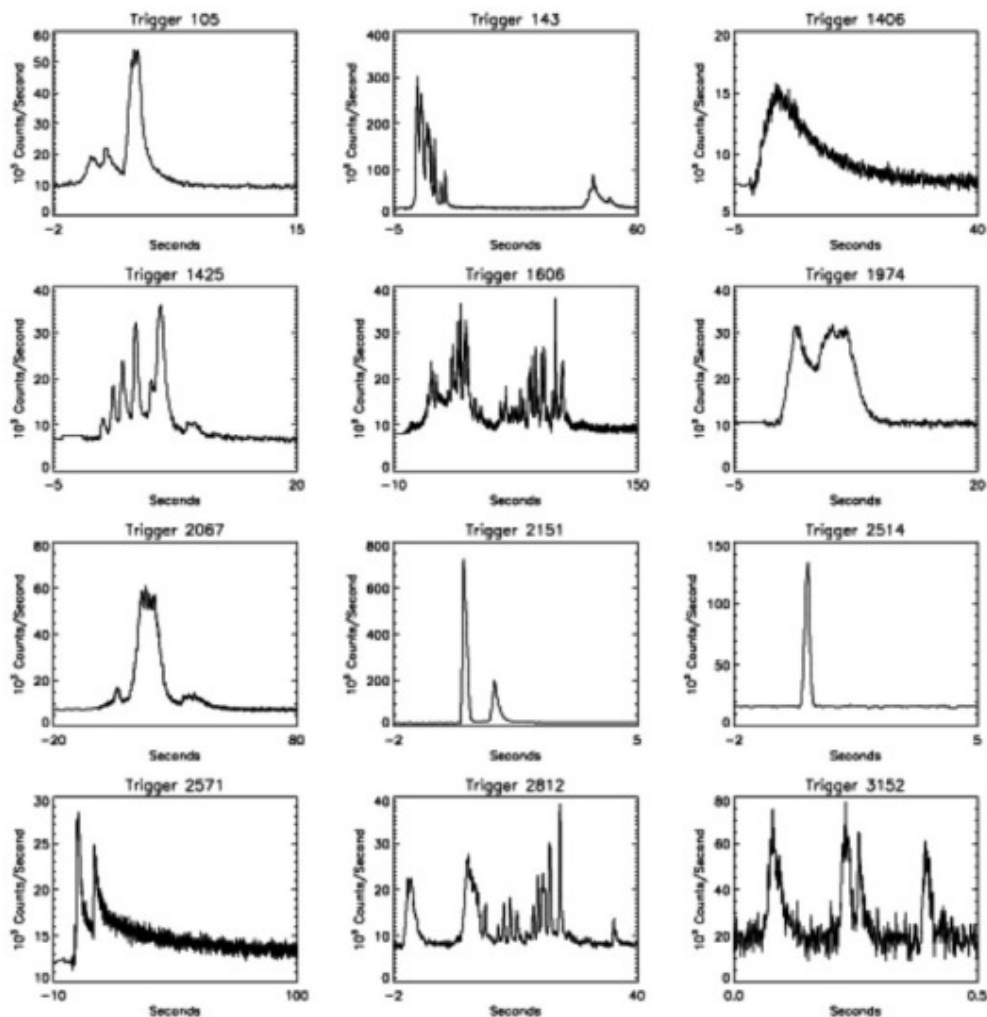 Trigger 105
60
50
40
30
20
10
0
10³ Counts/Second
-2 15
Seconds
Trigger 143
400
300
200
100
0
10³ Counts/Second
-5 60
Seconds
Trigger 1406
20
15
10
5
10³ Counts/Second
-5 40
Seconds
Trigger 1425
40
30
20
10
0
10³ Counts/Second
-5 20
Seconds
Trigger 1606
40
30
20
10
0
10³ Counts/Second
-10 150
Seconds
Trigger 1974
40
30
20
10
0
10³ Counts/Second
-5 20
Seconds
Trigger 2067
80
60
40
20
0
10³ Counts/Second
-20 80
Seconds
Trigger 2151
800
600
400
200
0
10³ Counts/Second
-2 5
Seconds
Trigger 2514
150
100
50
0
10³ Counts/Second
-2 5
Seconds
Trigger 2571
30
25
20
15
10
10³ Counts/Second
-10 100
Seconds
Trigger 2812
40
30
20
10
0
10³ Counts/Second
-2 40
Seconds
Trigger 3152
80
60
40
20
0
10³ Counts/Second
0.0 0.5
Seconds